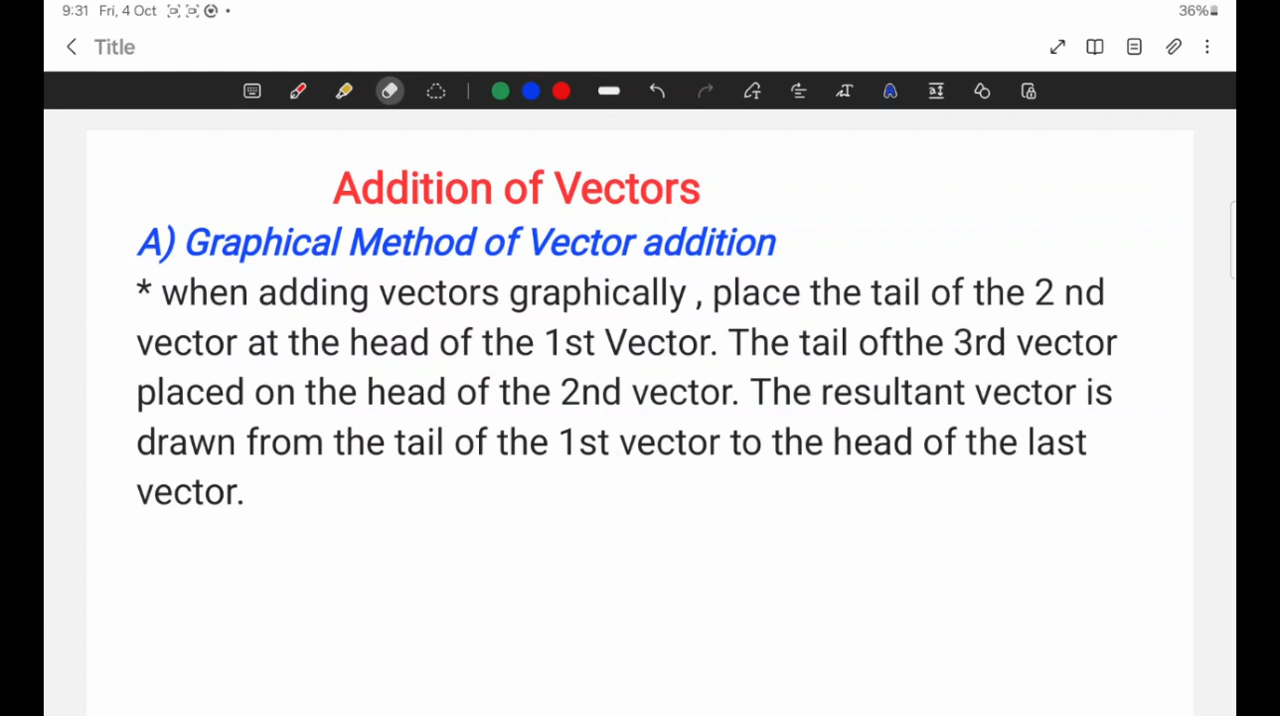 9:31 Fri, 4 Oct 36%
Title
Addition of Vectors
A) Graphical Method of Vector addition
* when adding vectors graphically , place the tail of the 2 nd
vector at the head of the 1st Vector. The tail ofthe 3rd vector
placed on the head of the 2nd vector. The resultant vector is
drawn from the tail of the 1st vector to the head of the last
vector.